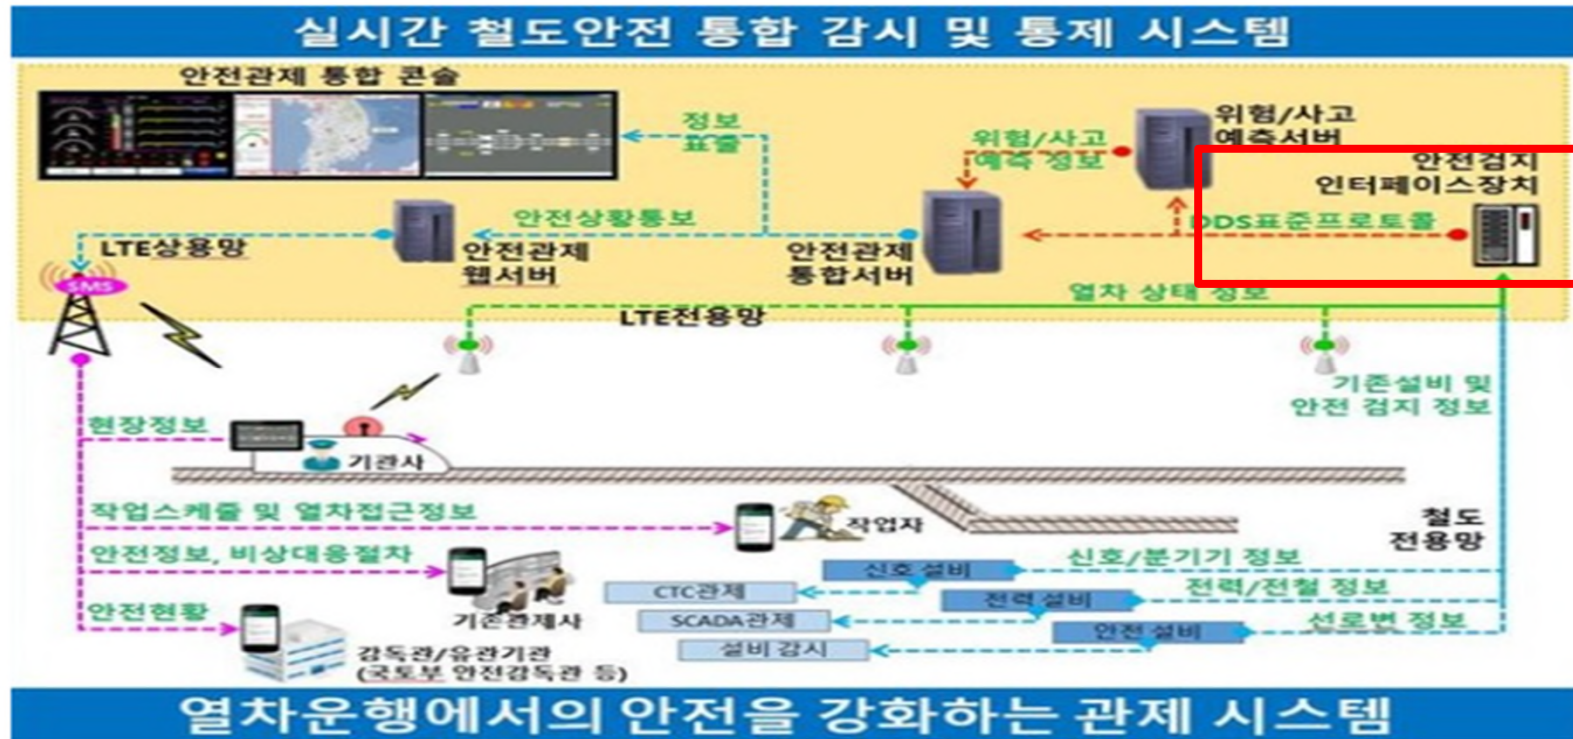 실시간 철도안전 통합 감시 및 통제 시스템
안전관제 통합 콘솔
정보
표출
위험/사고
예측 정보
위험/사고
예측서버
안전검지
인터페이스장치
DDS표준프로토콜
안전상황통보
LTE상용망
안전관제
웹서버
안전관제
통합서버
SMS
열차 상태 정보
LTE전용망
기존설비 및
안전 검지 정보
현장정보
기관사
작업스케줄 및 열차접근정보
작업자
철도
전용망
안전정보, 비상대응절차
기존관제사
신호/분기기 정보
신호 설비
CTC관제
전력/전철 정보
전력 설비
SCADA관제
선로변 정보
안전 설비
설비 감시
안전현황
감독관/유관기관
(국토부 안전감독관 등)
열차운행에서의 안전을 강화하는 관제 시스템